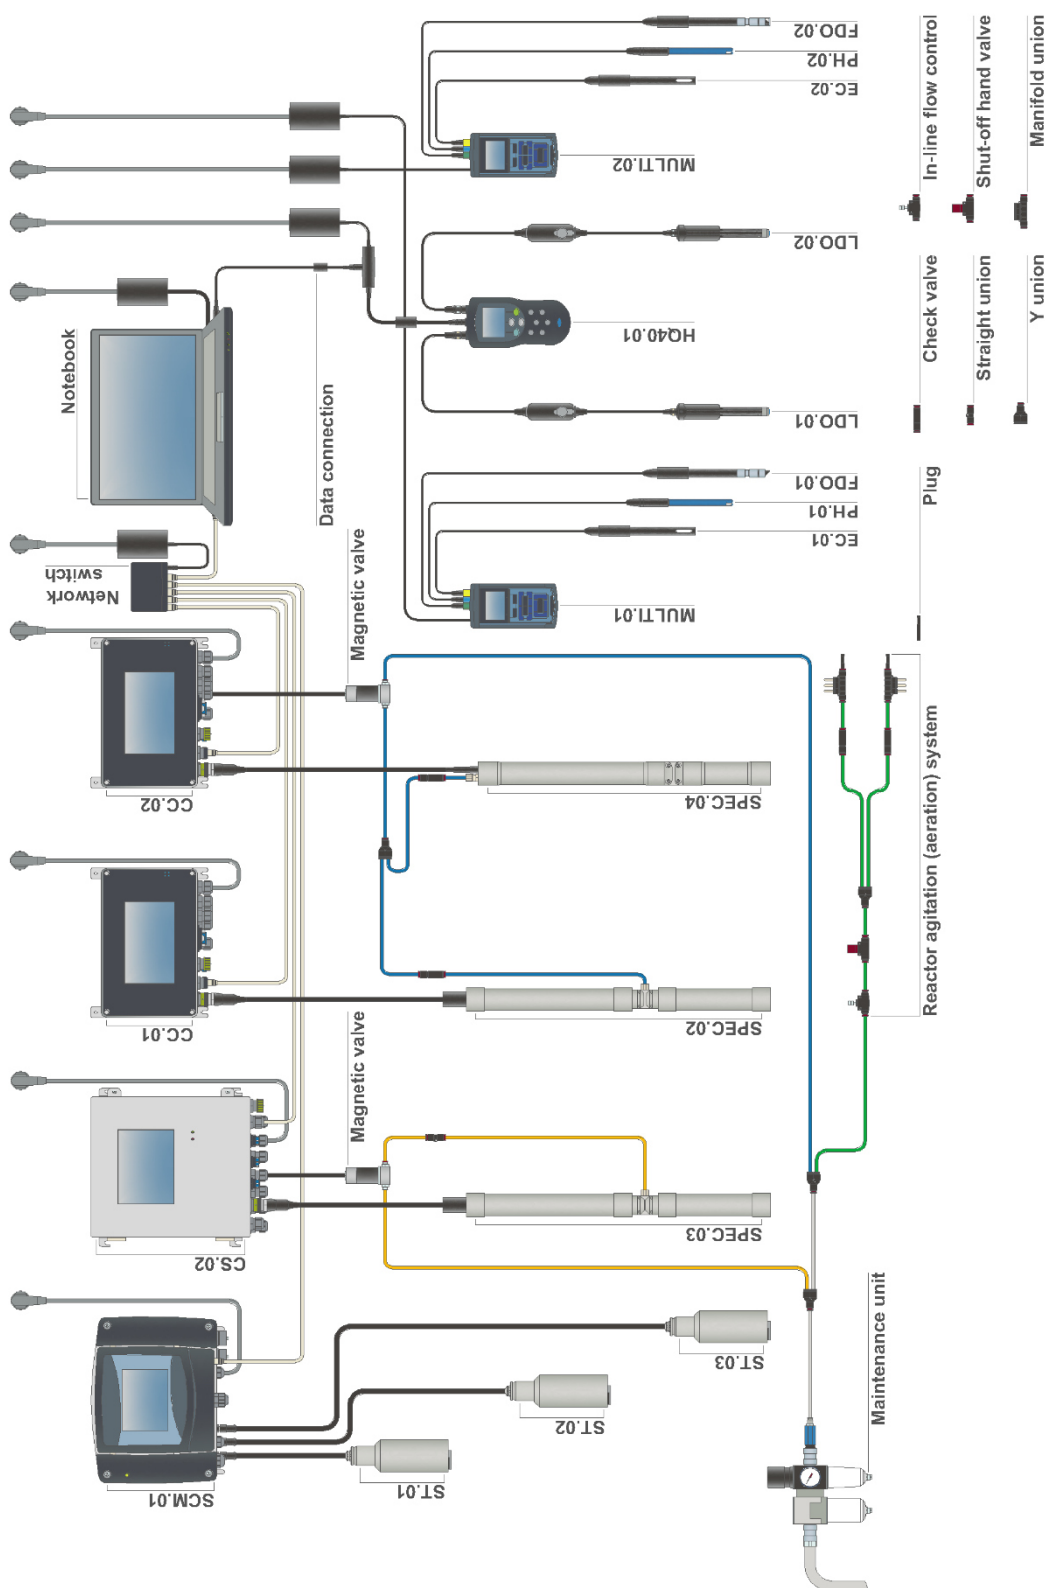 FDO.02
PH.02
EC.02
MULTI.02
LDO.02
HQ40.01
LDO.01
FDO.01
PH.01
EC.01
MULTI.01
Notebook
Data connection
Network
switch
Magnetic valve
CC.02
SPEC.04
CC.01
SPEC.02
Magnetic valve
CS.02
SPEC.03
SCM.01
ST.03
ST.02
ST.01
Maintenance unit
Reactor agitation (aeration) system
Plug
Check valve
Straight union
Y union
In-line flow control
Shut-off hand valve
Manifold union